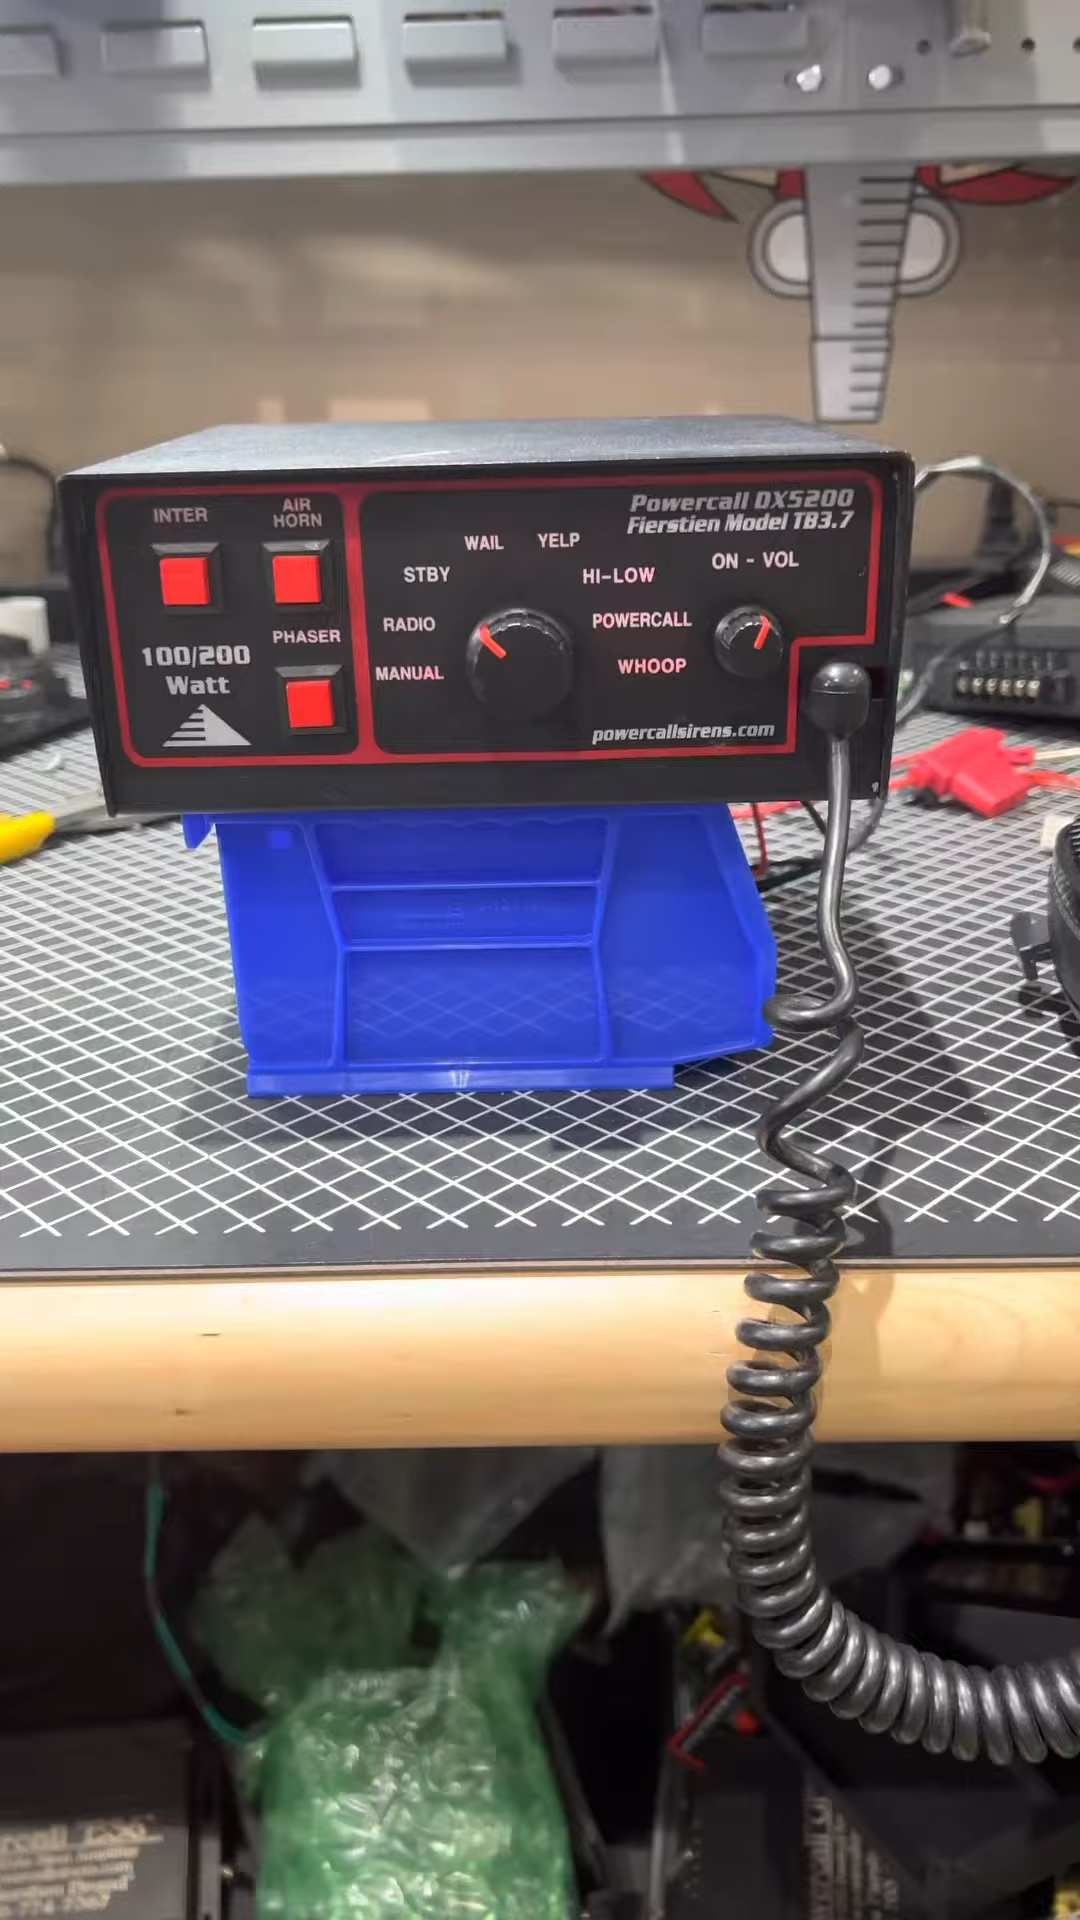 INTER
AIR
HORN
PHASER
100/200
Watt
Powercall DX5200
Fierstien Model TB3.7
WAIL
YELP
STBY
HI-LOW
RADIO
POWERCALL
MANUAL
WHOOP
ON - VOL
powercallsirens.com